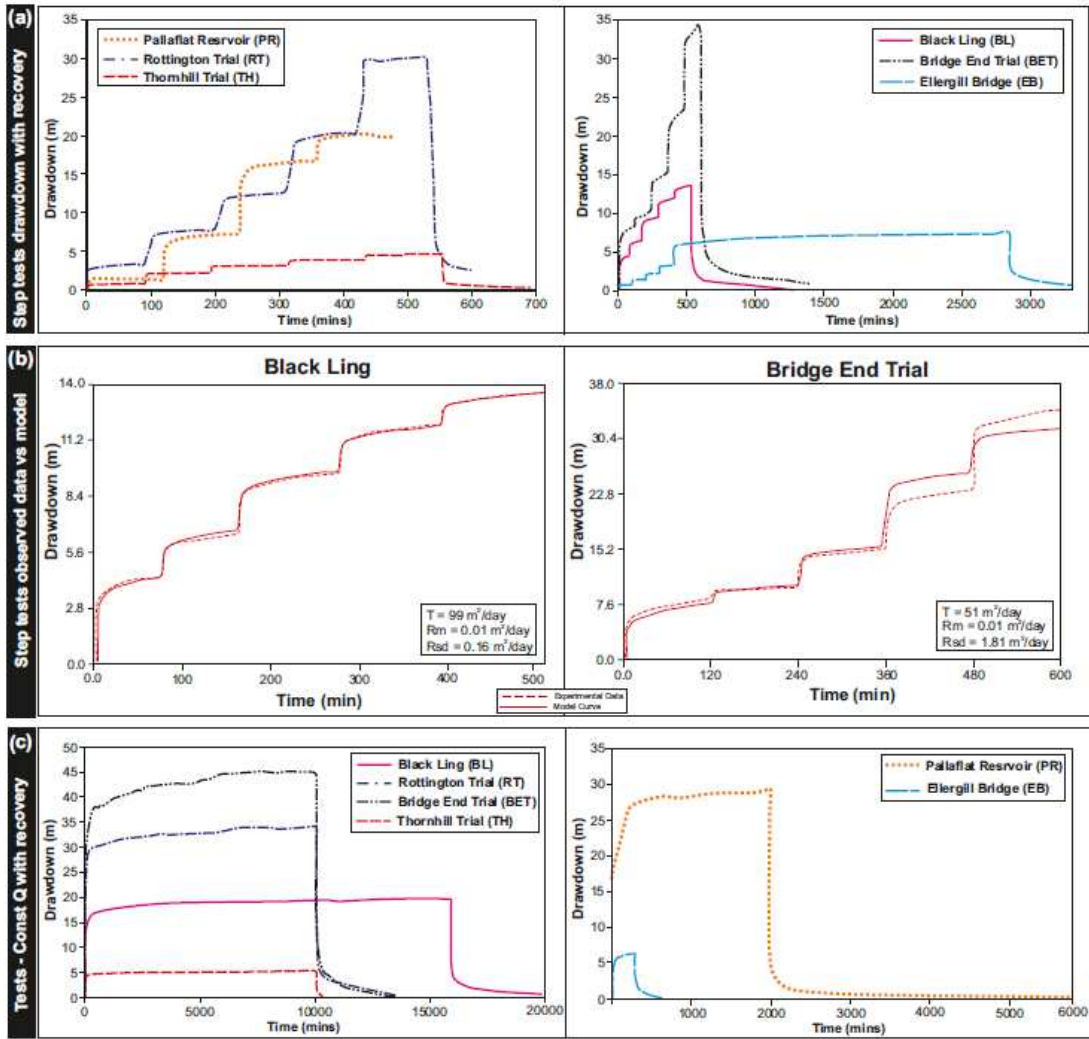 (a)
Step tests drawdown with recovery
35
30
25
20
15
10
5
0
Drawdown (m)
Pallaflat Resrvoir (PR)
Rottington Trial (RT)
Thornhill Trial (TH)
0 100 200 300 400 500 600 700
Time (mins)
35
30
25
20
15
10
5
0
Drawdown (m)
Black Ling (BL)
Bridge End Trial (BET)
Ellergill Bridge (EB)
0 500 1000 1500 2000 2500 3000
Time (mins)
(b)
Step tests observed data vs model
Black Ling
14.0
11.2
8.4
5.6
2.8
0.0
Drawdown (m)
T = 99 m²/day
Rm = 0.01 m²/day
Rsd = 0.16 m²/day
0.0 100 200 300 400 500
Time (min)
Bridge End Trial
38.0
30.4
22.8
15.2
7.6
0.0
Drawdown (m)
T = 51 m²/day
Rm = 0.01 m²/day
Rsd = 1.81 m²/day
0.0 120 240 360 480 600
Time (min)
Experimental Data
Model Curve
(c)
Tests - Const Q with recovery
50
45
40
35
30
25
20
15
10
5
0
Drawdown (m)
Black Ling (BL)
Rottington Trial (RT)
Bridge End Trial (BET)
Thornhill Trial (TH)
0 5000 10000 15000 20000
Time (mins)
35
30
25
20
15
10
5
0
Drawdown (m)
Pallaflat Resrvoir (PR)
Ellergill Bridge (EB)
1000 2000 3000 4000 5000 6000
Time (mins)